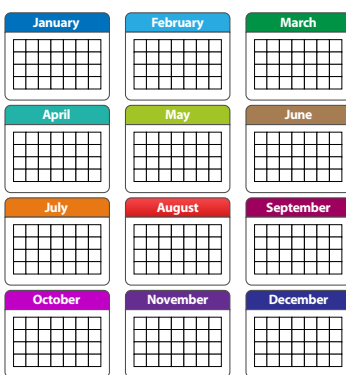 January
February
March
April
May
June
July
August
September
October
November
December